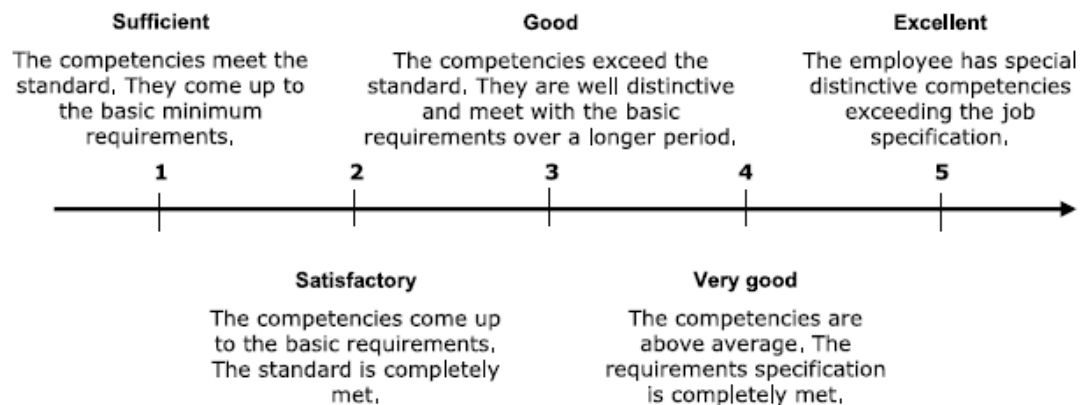 Sufficient
The competencies meet the
standard. They come up to
the basic minimum
requirements.
Good
The competencies exceed the
standard. They are well distinctive
and meet with the basic
requirements over a longer period.
Excellent
The employee has special
distinctive competencies
exceeding the job
specification.
1
2
3
4
5
Satisfactory
The competencies come up
to the basic requirements.
The standard is completely
met.
Very good
The competencies are
above average. The
requirements specification
is completely met.